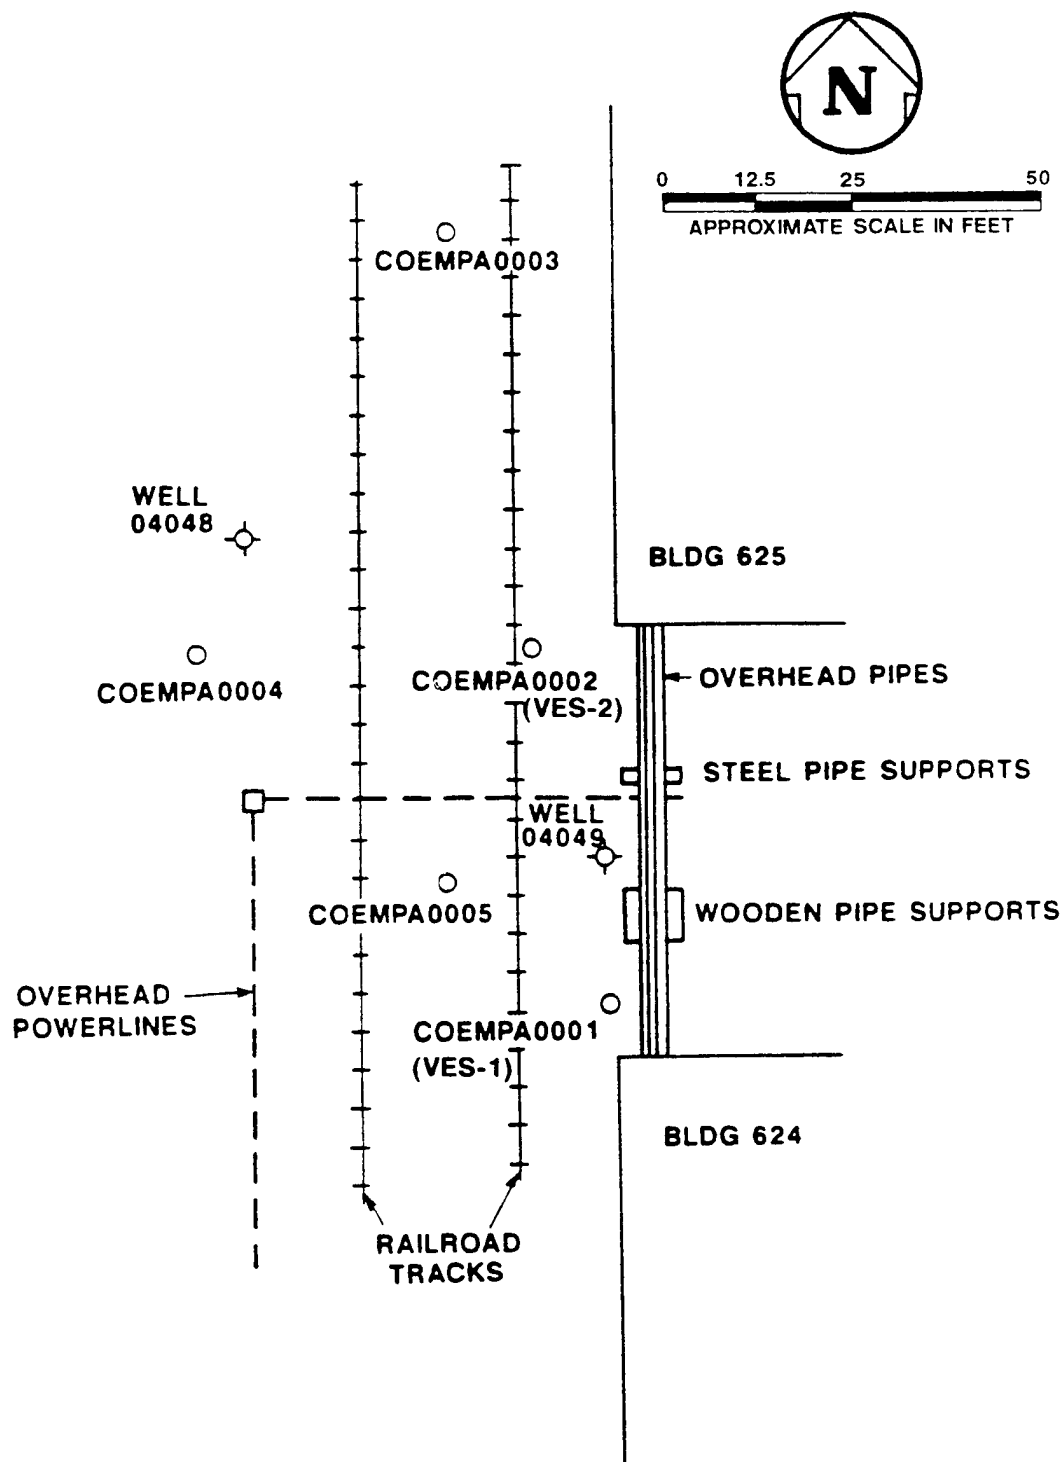 N
0 12.5 25 50
APPROXIMATE SCALE IN FEET
COEMPA0003
WELL
04048
BLDG 625
COEMPA0004
COEMPA0002
(VES-2)
OVERHEAD PIPES
STEEL PIPE SUPPORTS
WELL
04049
COEMPA0005
WOODEN PIPE SUPPORTS
OVERHEAD
POWERLINES
COEMPA0001
(VES-1)
BLDG 624
RAILROAD
TRACKS